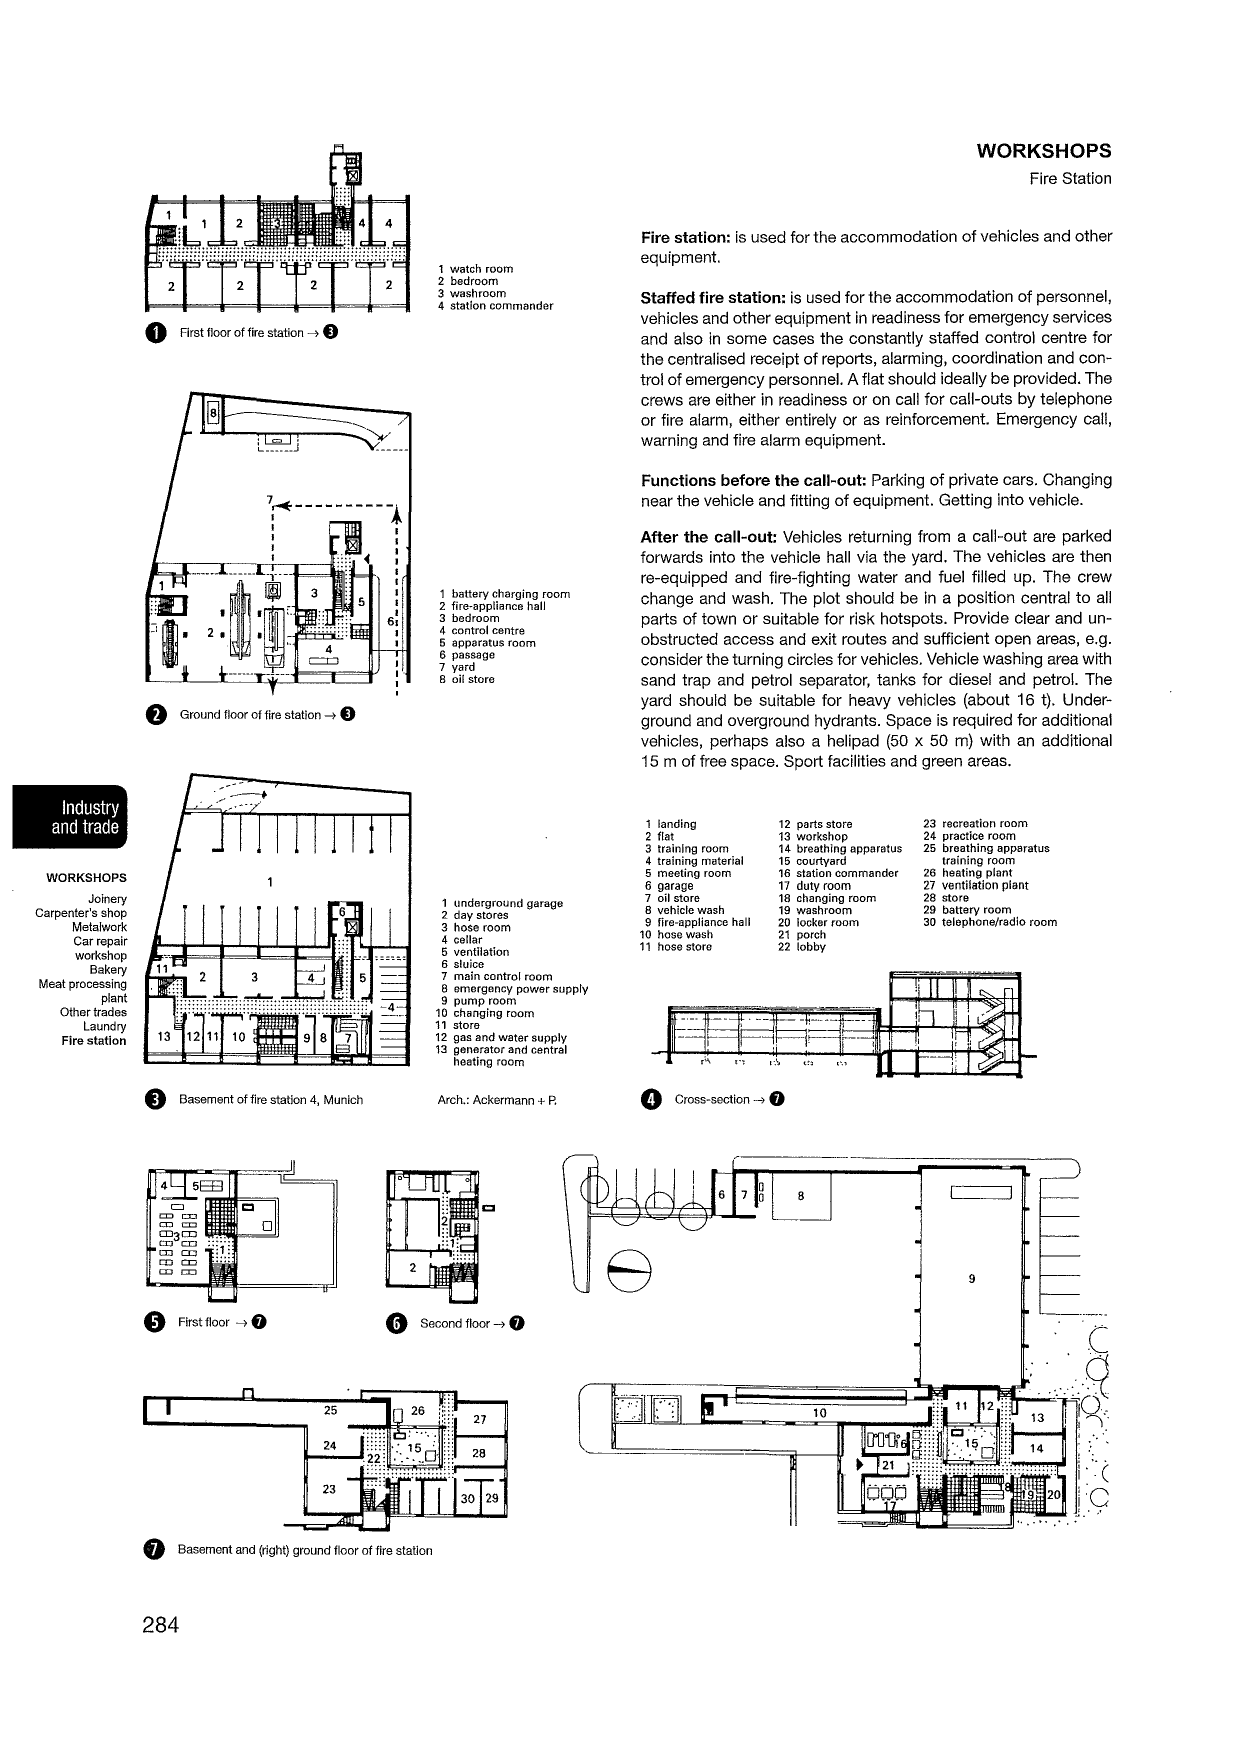 WORKSHOPS
Fire Station
1 watch room
2 bedroom
3 washroom
4 station commander
1 First floor of fire station → 3
1 battery charging room
2 fire-appliance hall
3 bedroom
4 control centre
5 apparatus room
6 passage
7 yard
8 oil store
2 Ground floor of fire station → 3
Industry
and trade
WORKSHOPS
Joinery
Carpenter's shop
Metalwork
Car repair
workshop
Bakery
Meat processing
plant
Other trades
Laundry
Fire station
1 underground garage
2 day stores
3 hose room
4 cellar
5 ventilation
6 sluice
7 main control room
8 emergency power supply
9 pump room
10 changing room
11 store
12 gas and water supply
13 generator and central
heating room
3 Basement of fire station 4, Munich
Arch.: Ackermann + P.
Fire station: is used for the accommodation of vehicles and other
equipment.
Staffed fire station: is used for the accommodation of personnel,
vehicles and other equipment in readiness for emergency services
and also in some cases the constantly staffed control centre for
the centralised receipt of reports, alarming, coordination and con-
trol of emergency personnel. A flat should ideally be provided. The
crews are either in readiness or on call for call-outs by telephone
or fire alarm, either entirely or as reinforcement. Emergency call,
warning and fire alarm equipment.
Functions before the call-out: Parking of private cars. Changing
near the vehicle and fitting of equipment. Getting into vehicle.
After the call-out: Vehicles returning from a call-out are parked
forwards into the vehicle hall via the yard. The vehicles are then
re-equipped and fire-fighting water and fuel filled up. The crew
change and wash. The plot should be in a position central to all
parts of town or suitable for risk hotspots. Provide clear and un-
obstructed access and exit routes and sufficient open areas, e.g.
consider the turning circles for vehicles. Vehicle washing area with
sand trap and petrol separator, tanks for diesel and petrol. The
yard should be suitable for heavy vehicles (about 16 t). Under-
ground and overground hydrants. Space is required for additional
vehicles, perhaps also a helipad (50 x 50 m) with an additional
15 m of free space. Sport facilities and green areas.
1 landing
2 flat
3 training room
4 training material
5 meeting room
6 garage
7 oil store
8 vehicle wash
9 fire-appliance hall
10 hose wash
11 hose store
12 parts store
13 workshop
14 breathing apparatus
15 courtyard
16 station commander
17 duty room
18 changing room
19 washroom
20 locker room
21 porch
22 lobby
23 recreation room
24 practice room
25 breathing apparatus
training room
26 heating plant
27 ventilation plant
28 store
29 battery room
30 telephone/radio room
4 Cross-section → 7
5 First floor → 7
6 Second floor → 7
7 Basement and (right) ground floor of fire station
284